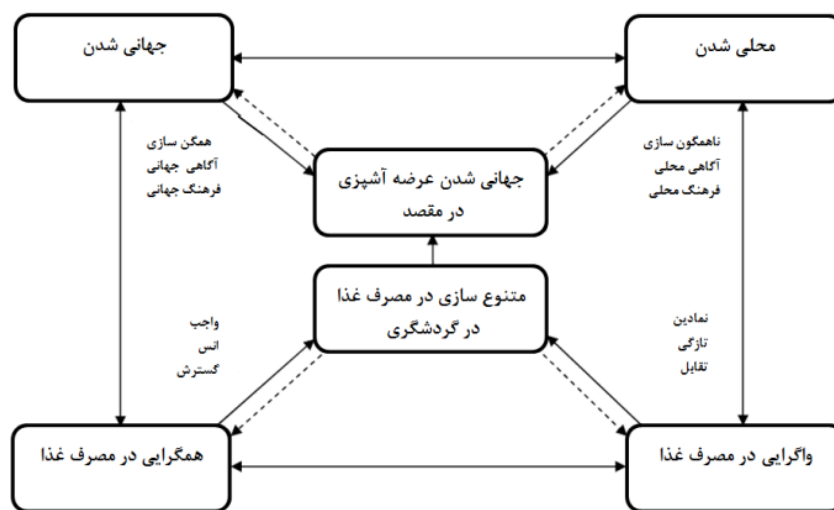 محلی شدن
جهانی شدن
ناهمگون سازی
آگاهی محلی
فرهنگ محلی
همگن سازی
آگاهی جهانی
فرهنگ جهانی
جهانی شدن عرضه آشپزی
در مقصد
متنوع سازی در مصرف غذا
در گردشگری
نمادین
تازگی
تقابل
واجب
انس
گسترش
واگرایی در مصرف غذا
همگرایی در مصرف غذا